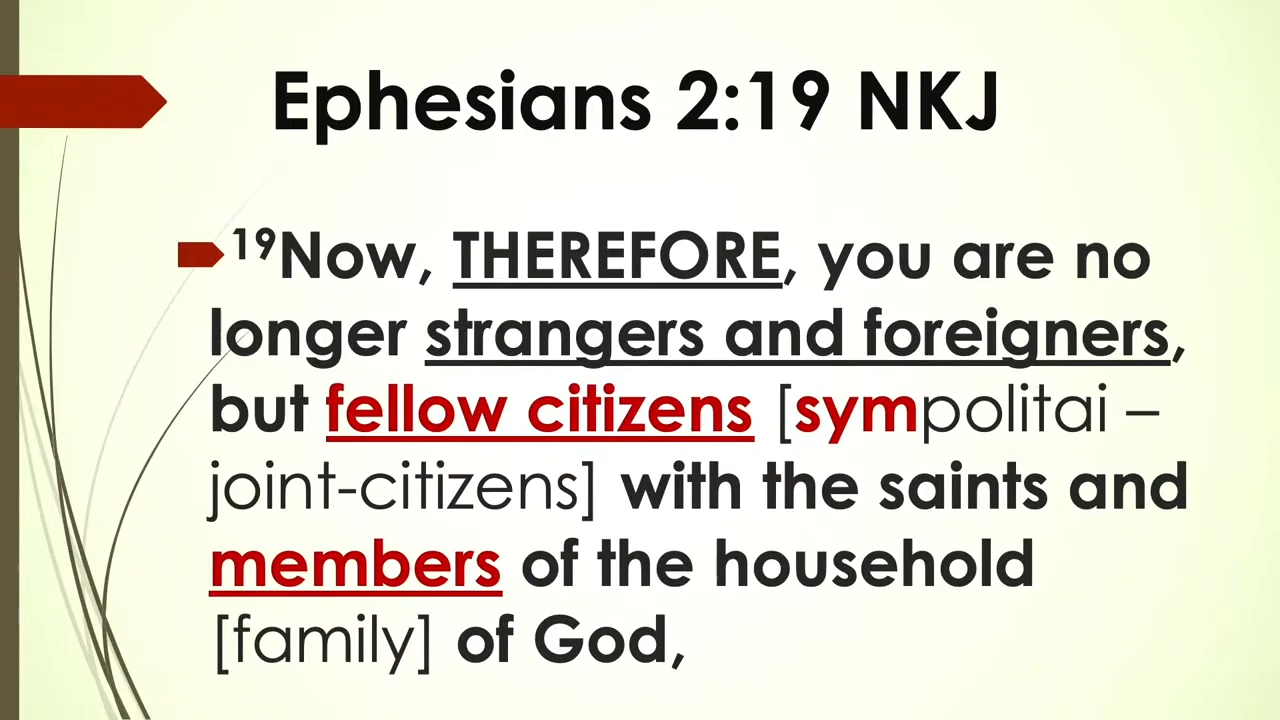 Ephesians 2:19 NKJ
¹⁹Now, THEREFORE, you are no
longer strangers and foreigners,
but fellow citizens [sympolitai –
joint-citizens] with the saints and
members of the household
[family] of God,